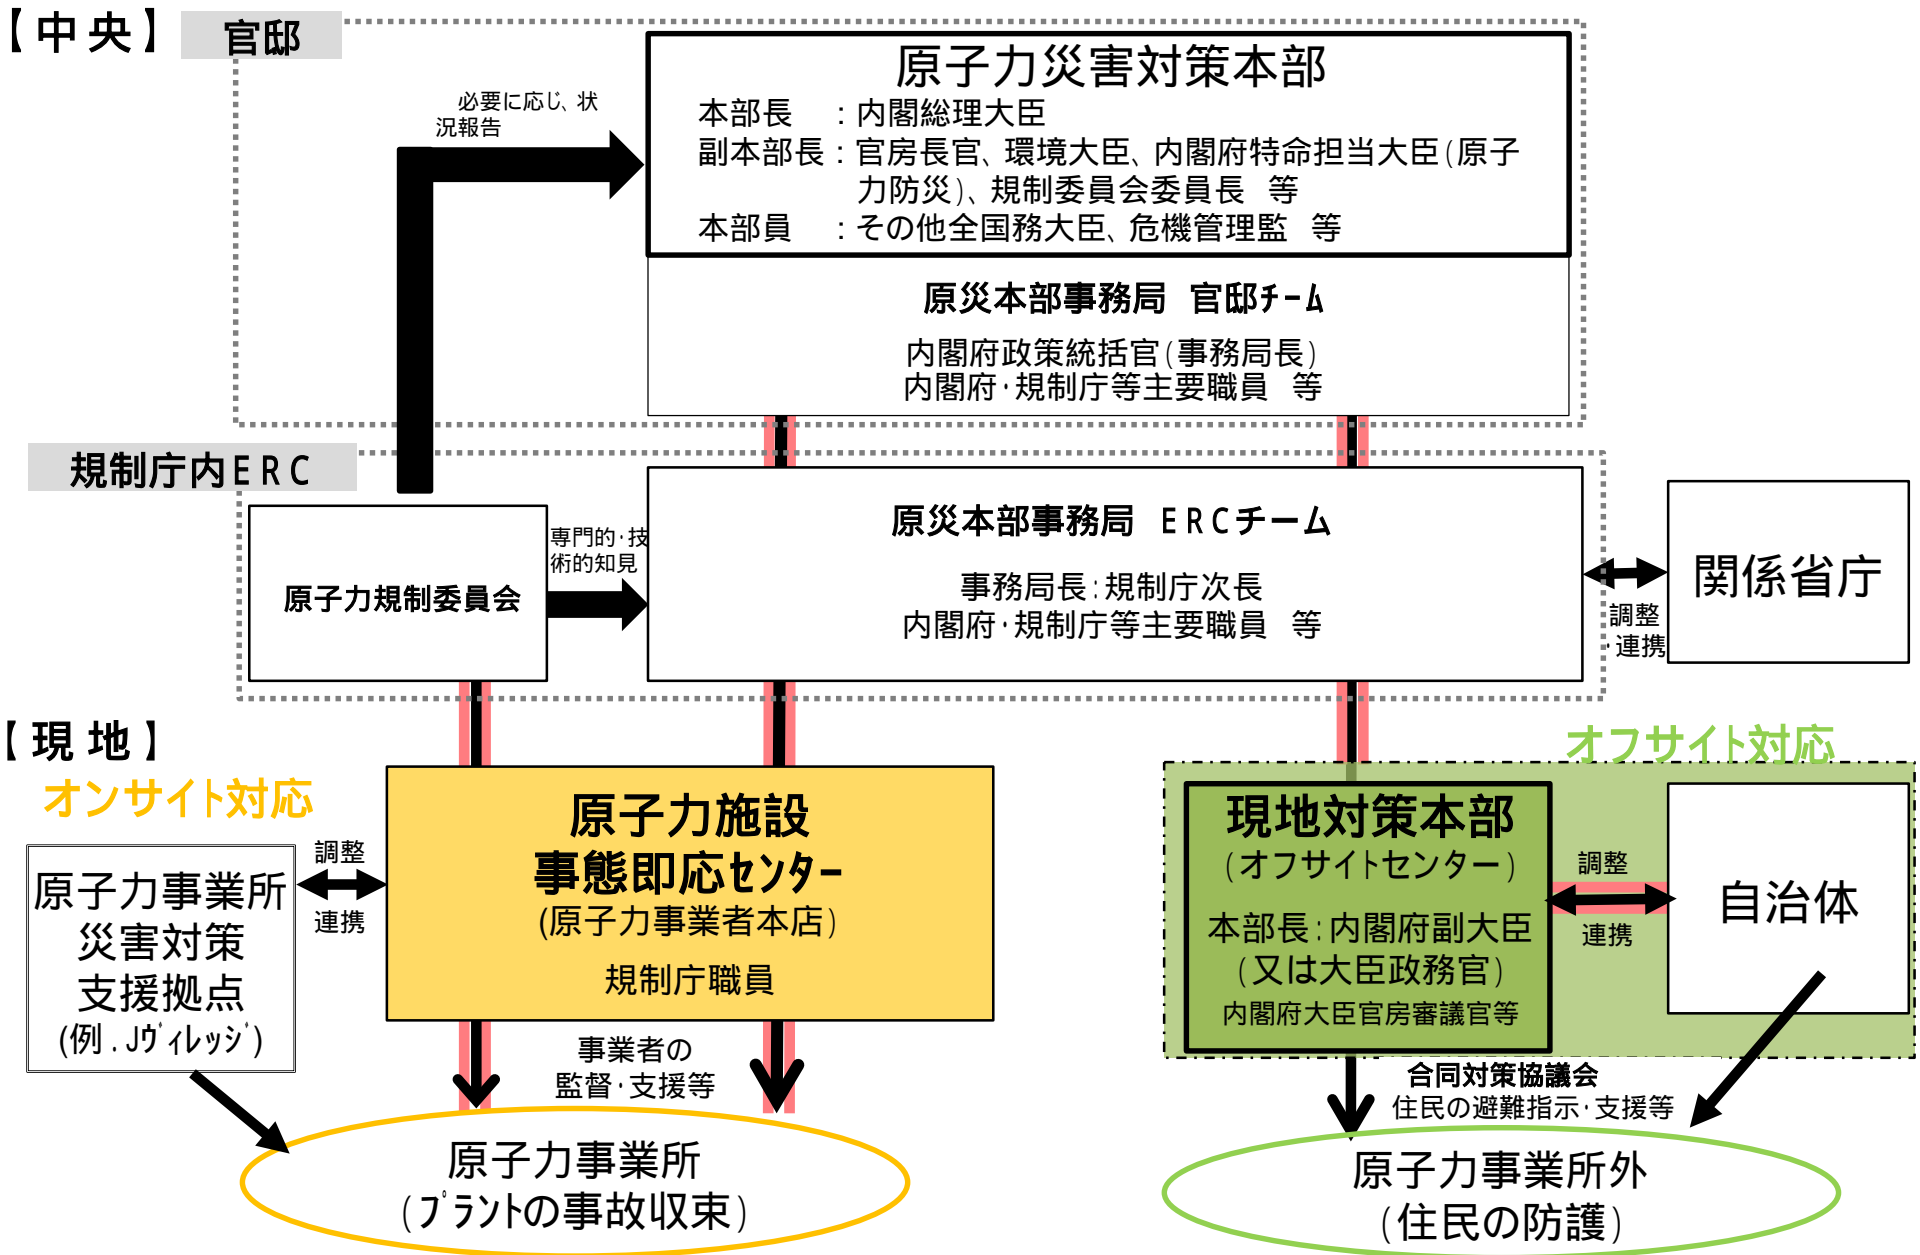 【中央】
官邸
原子力災害対策本部
本部長　：内閣総理大臣
副本部長：官房長官、環境大臣、内閣府特命担当大臣(原子
力防災)、規制委員会委員長　等
本部員　：その他全国務大臣、危機管理監　等
必要に応じ、状
況報告
原災本部事務局　官邸ﾁｰﾑ
内閣府政策統括官(事務局長)
内閣府・規制庁等主要職員　等
規制庁内ＥＲＣ
原子力規制委員会
専門的・技
術的知見
原災本部事務局　ＥＲＣチーム
事務局長：規制庁次長
内閣府・規制庁等主要職員　等
関係省庁
調整
・連携
【現地】
オンサイト対応
オフサイト対応
原子力事業所
災害対策
支援拠点
(例．Jｳﾞｨﾚｯｼﾞ)
調整
連携
原子力施設
事態即応ｾﾝﾀｰ
(原子力事業者本店)
規制庁職員
現地対策本部
(オフサイトセンター)
本部長：内閣府副大臣
(又は大臣政務官)
内閣府大臣官房審議官等
調整
連携
自治体
事業者の
監督・支援等
合同対策協議会
住民の避難指示・支援等
原子力事業所
(ﾌﾟﾗﾝﾄの事故収束)
原子力事業所外
(住民の防護)